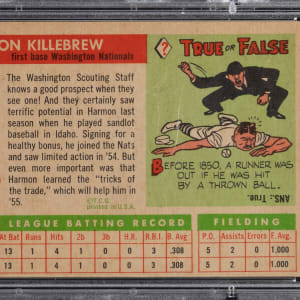 ON KILLEBREW
first base Washington Nationals
The Washington Scouting Staff
knows a good prospect when they
see one! And they certainly saw
terrific potential in Harmon last
season when he played sandlot
baseball in Idaho. Signing for a
healthy bonus, he joined the Nats
and saw limited action in '54. But
even more important was that
Harmon learned the "tricks of
the trade," which will help him in
'55.
©T.C.G.
PRINTED IN U.S.A.
?
TRUE OR FALSE
BEFORE 1850, A RUNNER WAS
OUT IF HE WAS HIT
BY A THROWN BALL.
ANS. True.
LEAGUE BATTING RECORD
FIELDING
At Bat Runs Hits 2b 3b HR R.B.I. B.Avg.
P.O. Assists Errors F.Avg.
13 1 4 1 0 0 3 .308
5 2 0 1.000
13 1 4 1 0 0 3 .308
5 2 0 1.000